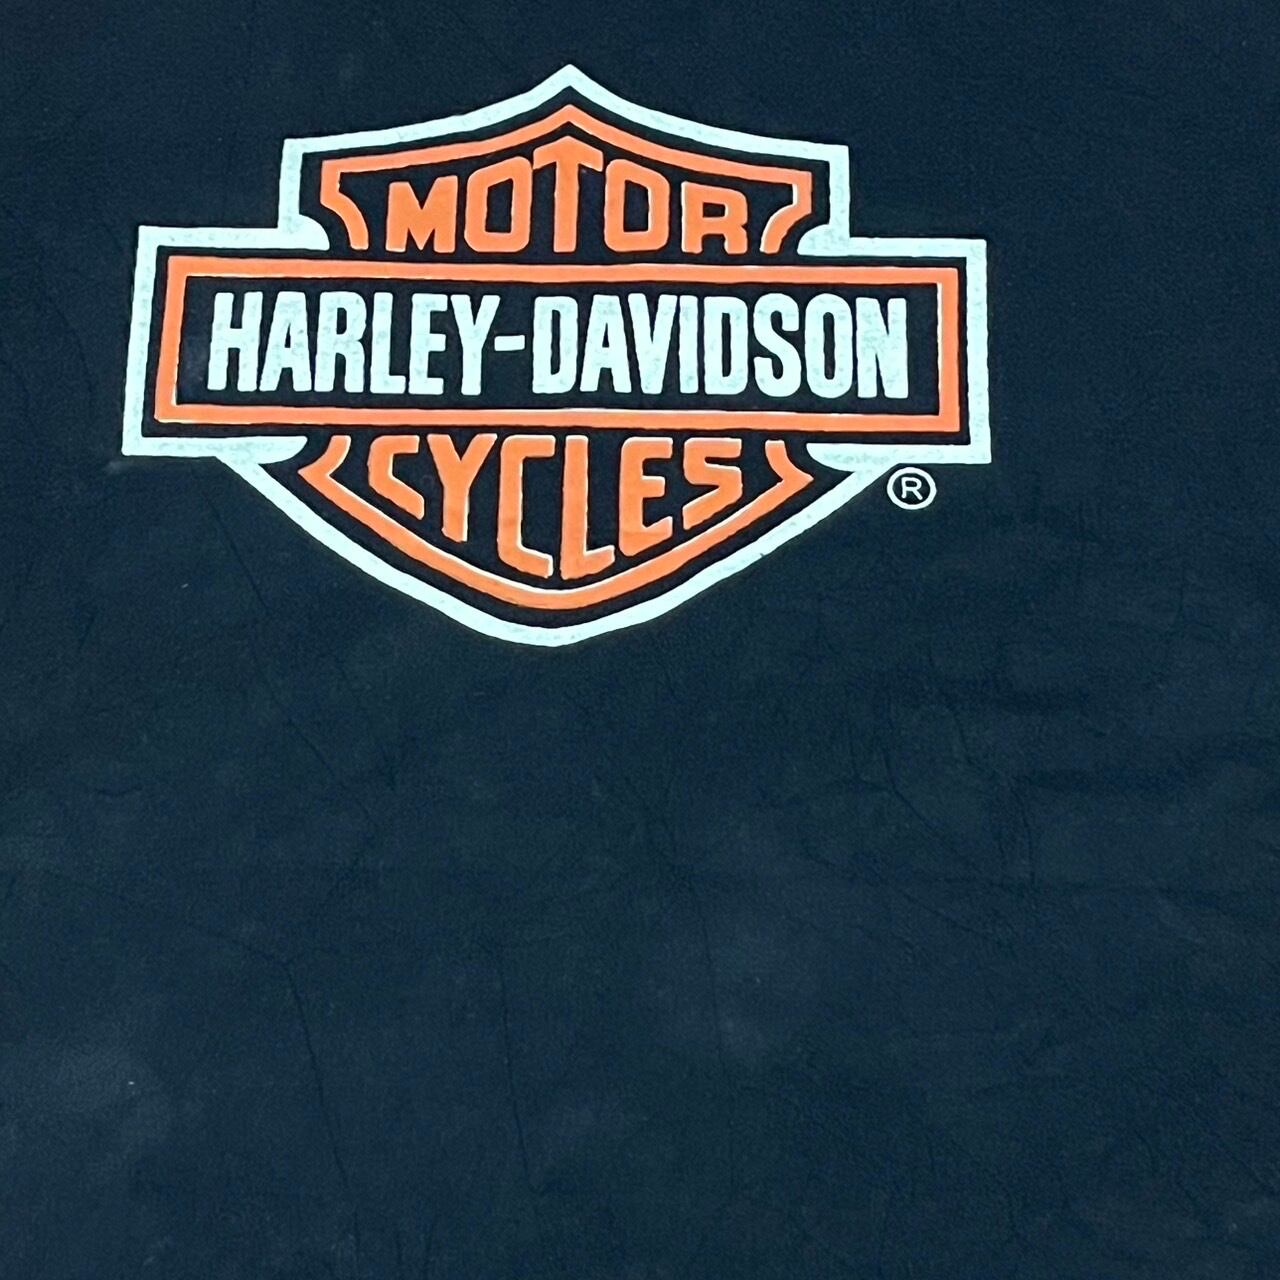 MOTOR
HARLEY-DAVIDSON
CYCLES
®